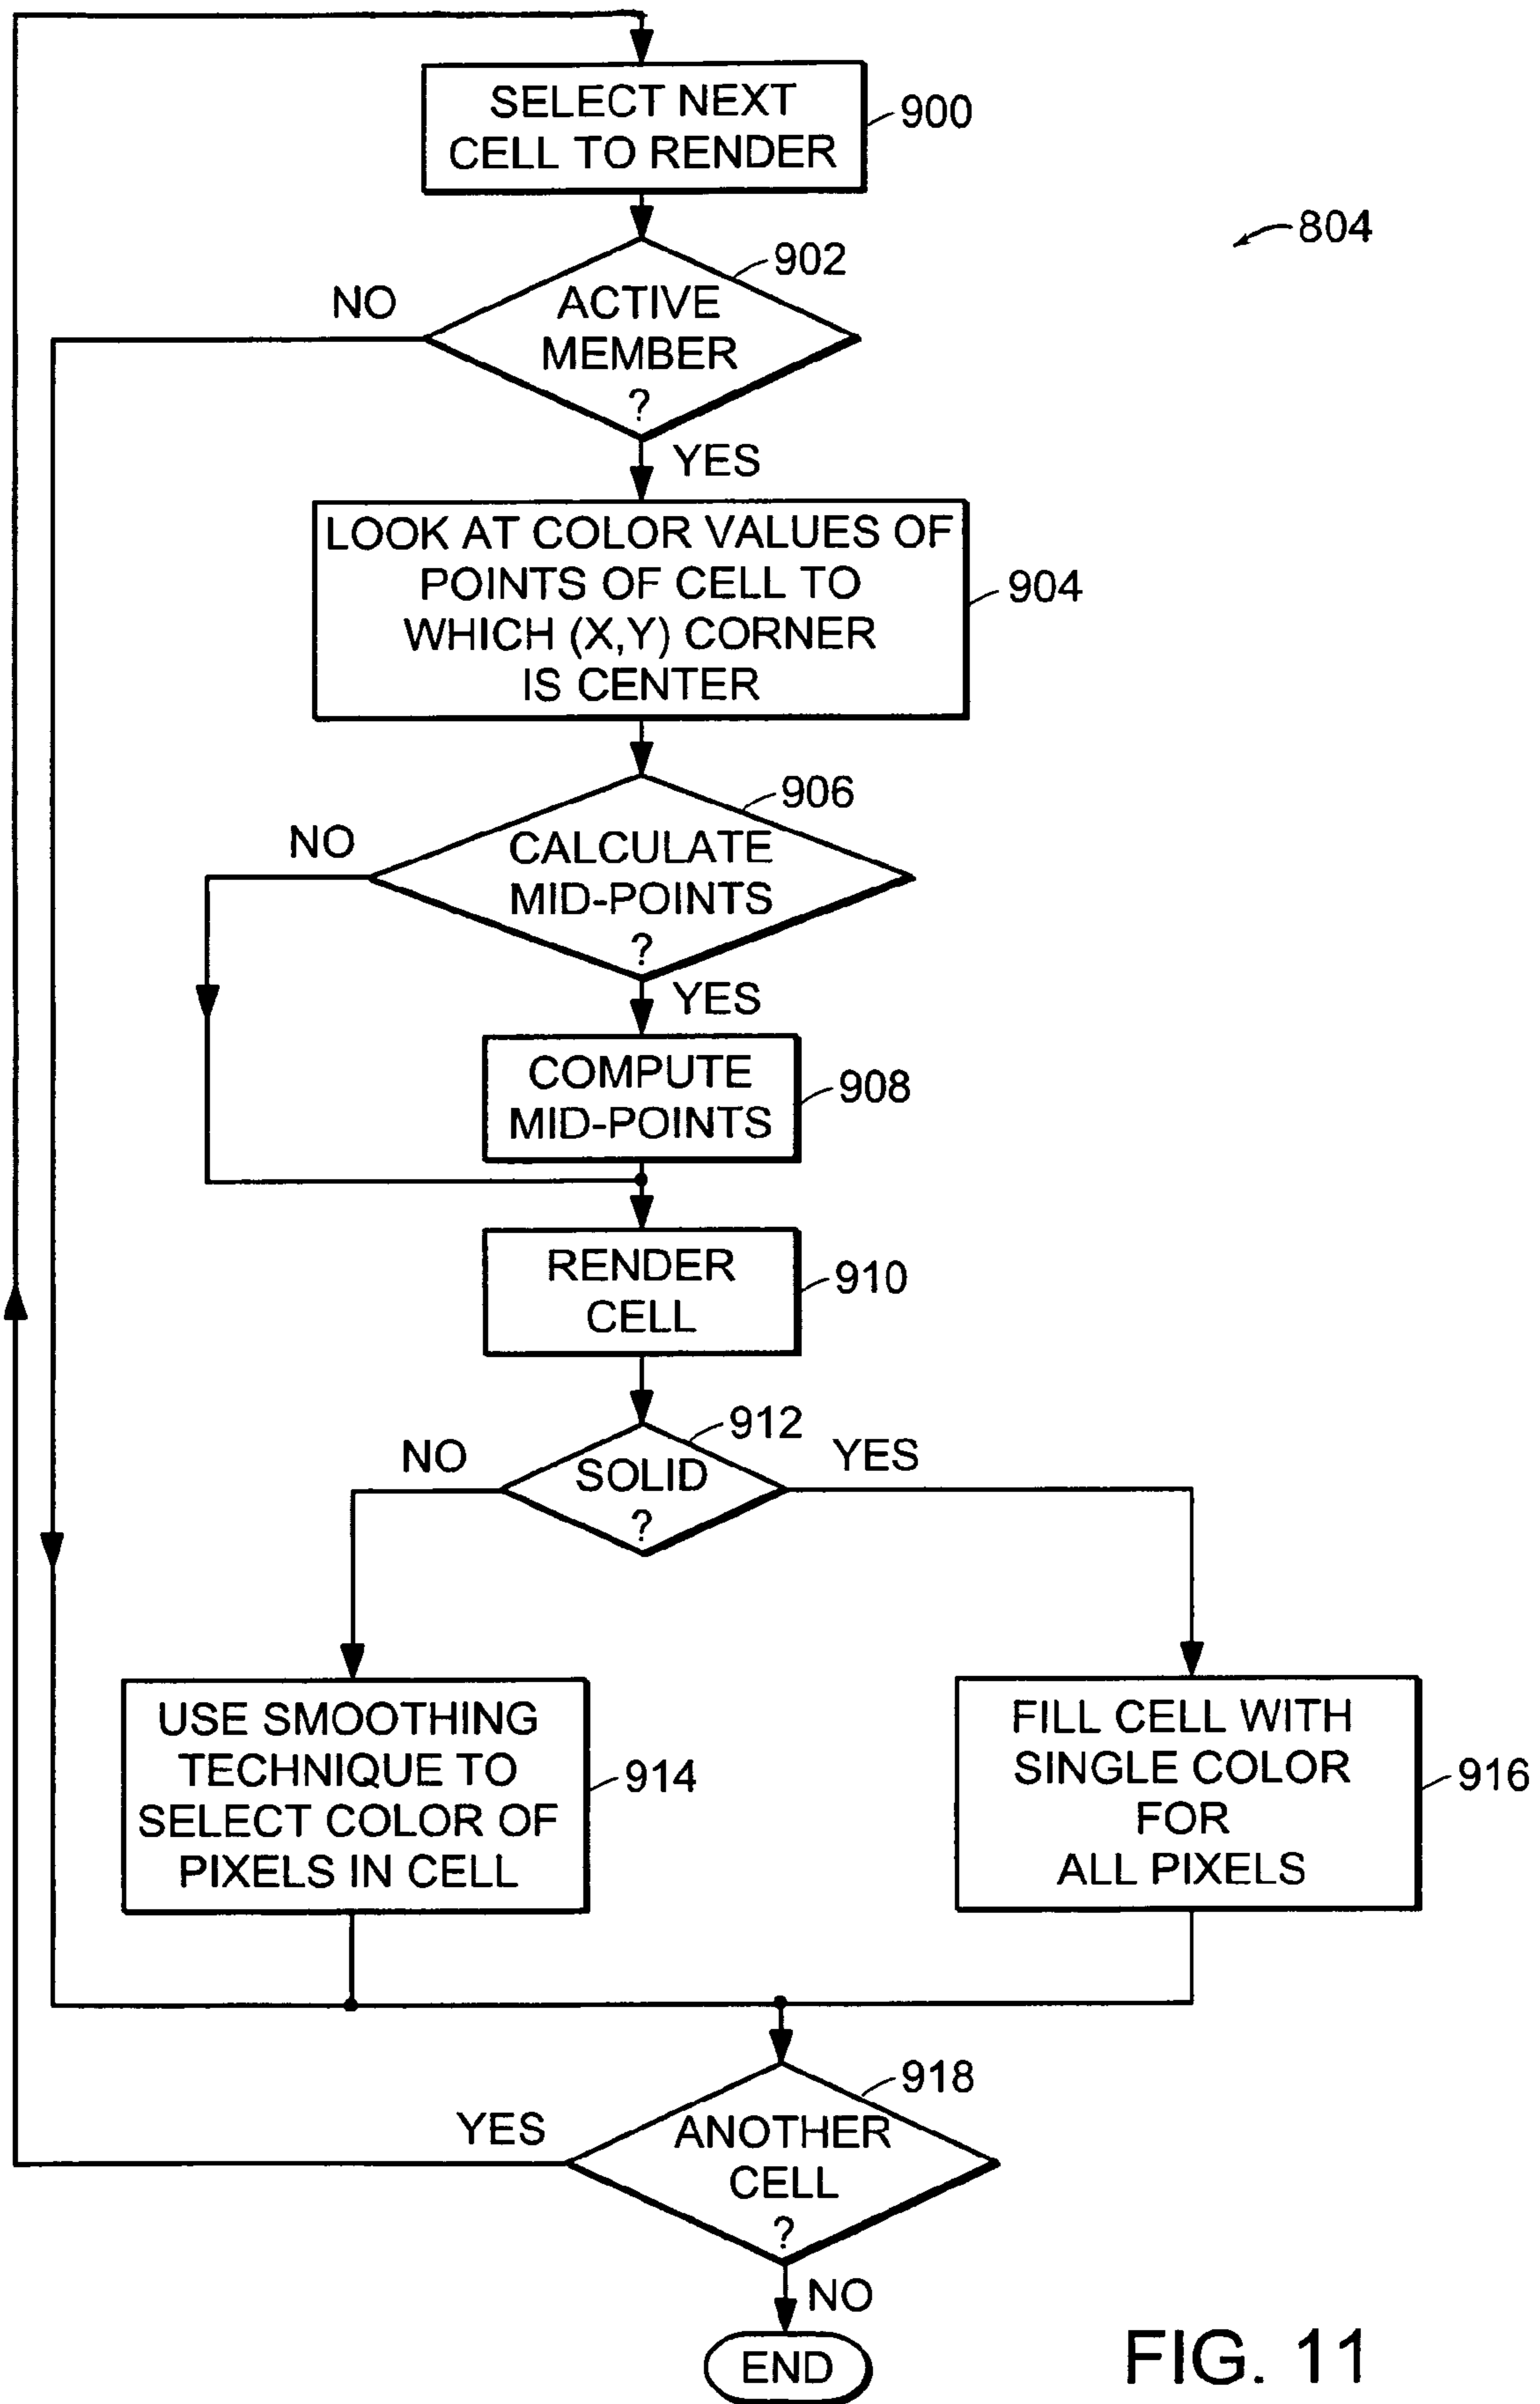 SELECT NEXT
CELL TO RENDER
900
804
902
NO
ACTIVE
MEMBER
?
YES
LOOK AT COLOR VALUES OF
POINTS OF CELL TO
WHICH (X,Y) CORNER
IS CENTER
904
906
NO
CALCULATE
MID-POINTS
?
YES
COMPUTE
MID-POINTS
908
RENDER
CELL
910
912
NO
SOLID
?
YES
USE SMOOTHING
TECHNIQUE TO
SELECT COLOR OF
PIXELS IN CELL
914
FILL CELL WITH
SINGLE COLOR
FOR
ALL PIXELS
916
918
YES
ANOTHER
CELL
?
NO
END
FIG. 11